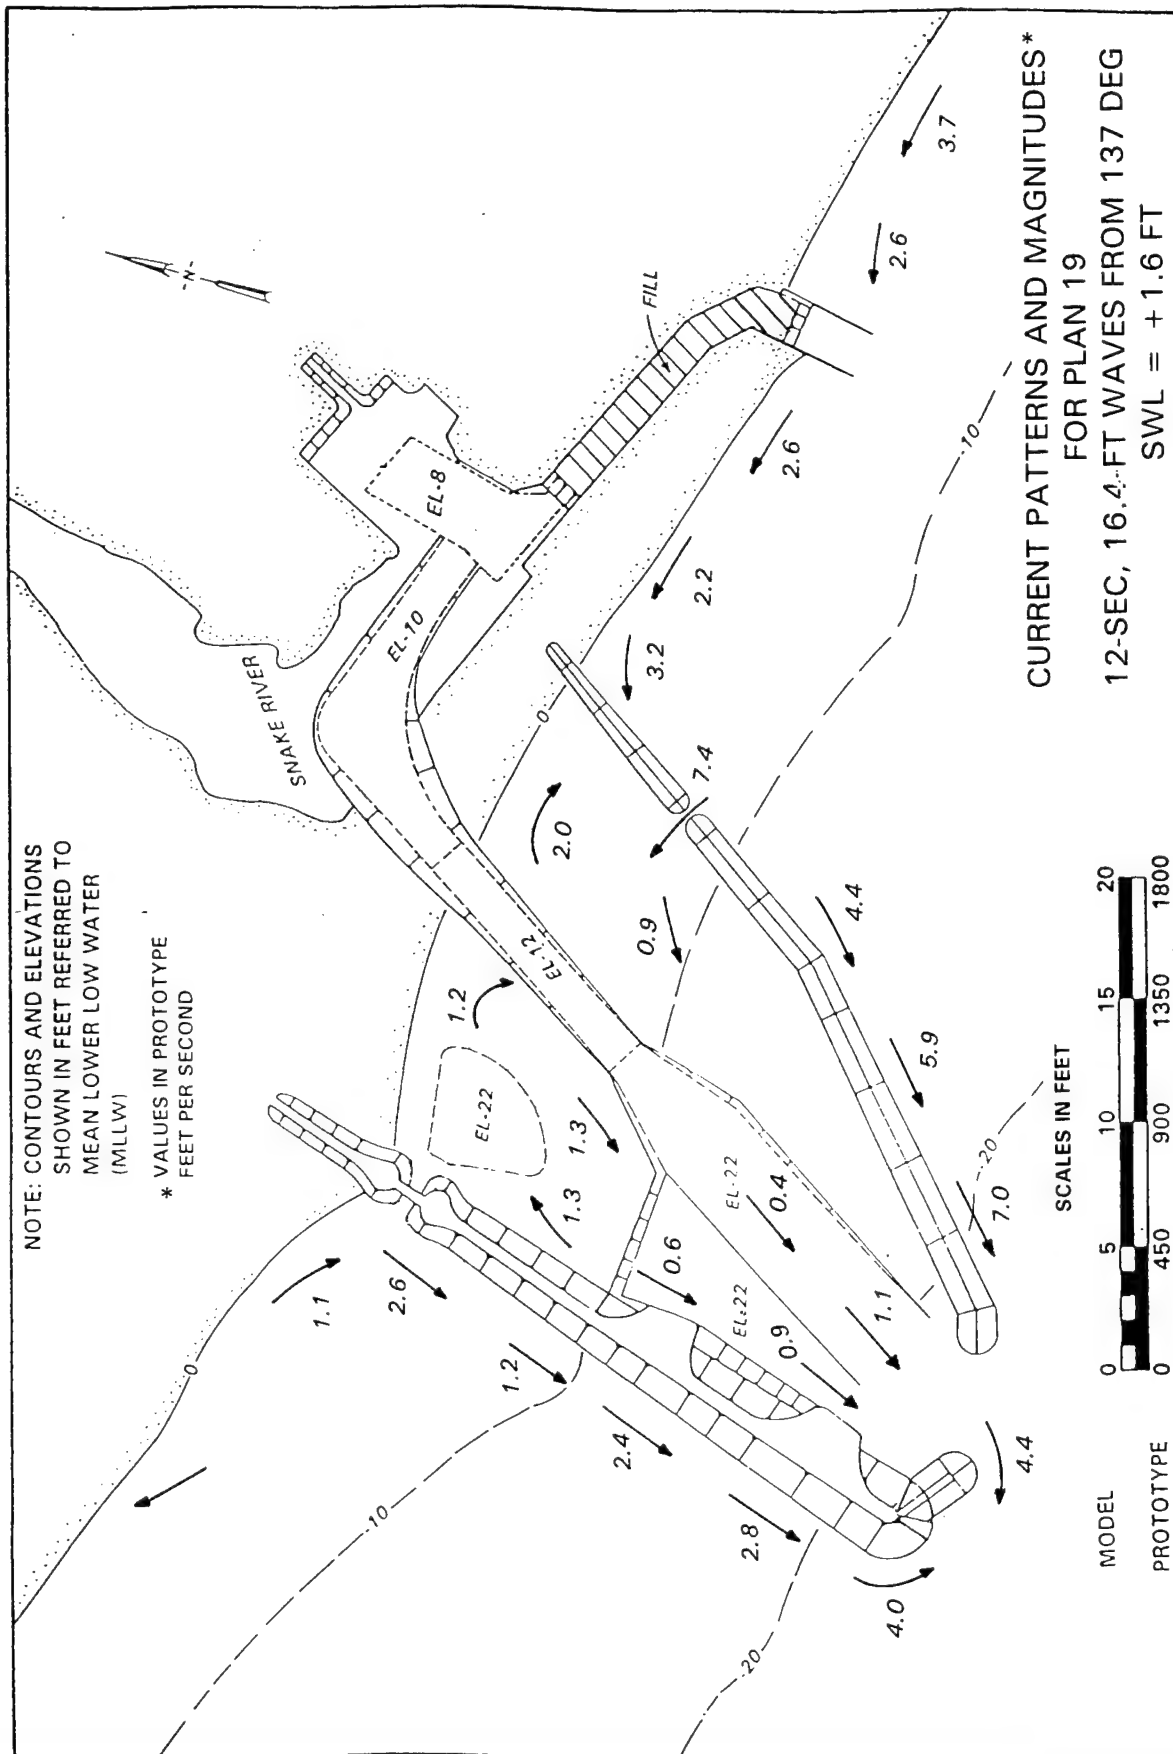 NOTE: CONTOURS AND ELEVATIONS
SHOWN IN FEET REFERRED TO
MEAN LOWER LOW WATER
(MLLW)
* VALUES IN PROTOTYPE
FEET PER SECOND
-N-
SNAKE RIVER
EL-8
EL-10
EL-12
EL-22
EL-22
EL-22
FILL
0
0
-10
-10
-20
-20
1.1
2.6
1.2
2.4
2.8
4.0
4.4
1.2
1.3
1.3
0.6
0.9
0.4
1.1
2.0
0.9
7.4
3.2
2.2
2.6
2.6
3.7
4.4
5.9
7.0
CURRENT PATTERNS AND MAGNITUDES*
FOR PLAN 19
12-SEC, 16.4-FT WAVES FROM 137 DEG
SWL = +1.6 FT
SCALES IN FEET
MODEL 0 5 10 15 20
PROTOTYPE 0 450 900 1350 1800